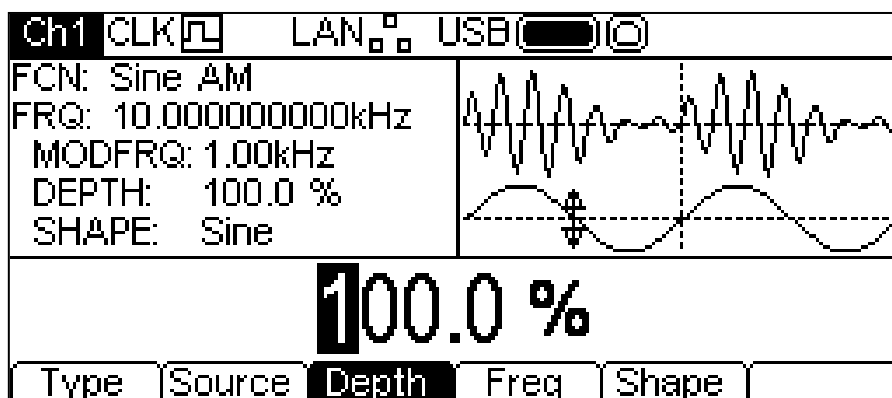 Ch1 CLK LAN USB
FCN: Sine AM
FRQ: 10.000000000kHz
MODFRQ: 1.00kHz
DEPTH: 100.0 %
SHAPE: Sine
100.0 %
Type Source Depth Freq Shape